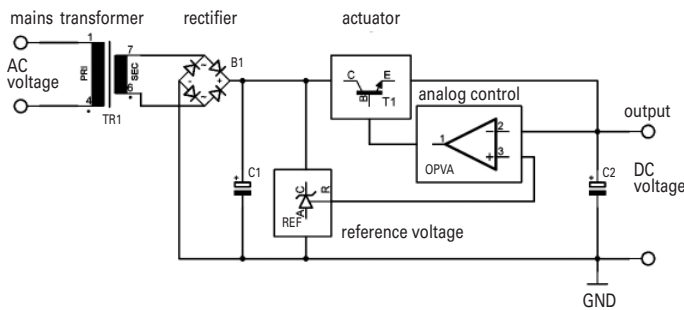 mains transformer
rectifier
actuator
AC
voltage
1
4
PRI
SEC
7
6
TR1
B1
~
~
-
+
C
E
B
T1
analog control
1
2
3
-
+
OPVA
output
DC
voltage
+
C1
+
C2
A
C
R
REF
reference voltage
GND